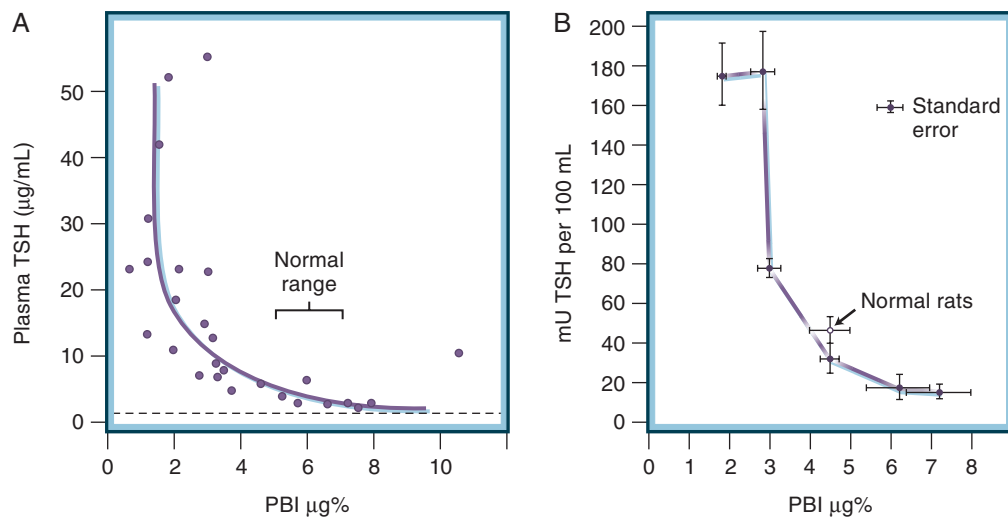 A
Plasma TSH (μg/mL)
50
40
30
20
10
0
Normal
range
0 2 4 6 8 10
PBI μg%
B
mU TSH per 100 mL
200
180
160
140
120
100
80
60
40
20
0
Standard
error
Normal rats
0 1 2 3 4 5 6 7 8
PBI μg%